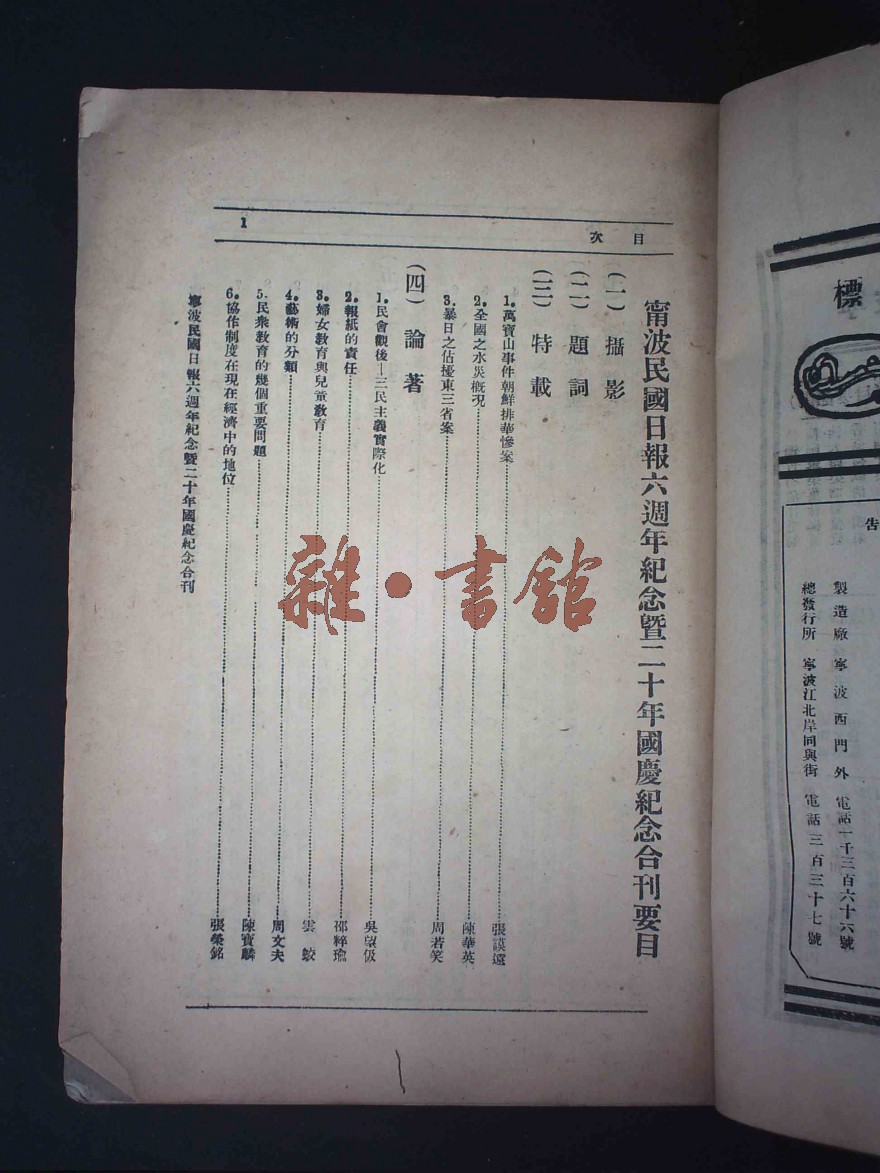 目次
1
甯波民國日報六週年紀念暨二十年國慶紀念合刊要目
(一) 攝影
(二) 題詞
(三) 特載
1. 萬寶山事件朝鮮排華慘案 張謨遠
2. 全國之水災概況 陳華英
3. 暴日之佔擾東三省案 周若笑
(四) 論著
1. 民會觀後—三民主義實際化 吳望伋
2. 報紙的責任 邵粹瑜
3. 婦女教育與兒童教育 雲蛟
4. 藝術的分類 周文夫
5. 民衆教育的幾個重要問題 陳寶麟
6. 協作制度在現在經濟中的地位 張榮銘
寧波民國日報六週年紀念暨二十年國慶紀念合刊
標
告
製造廠 寧波西門外 電話一千三百六十六號
總發行所 寧波江北岸同興街 電話三百三十七號
雜·書館